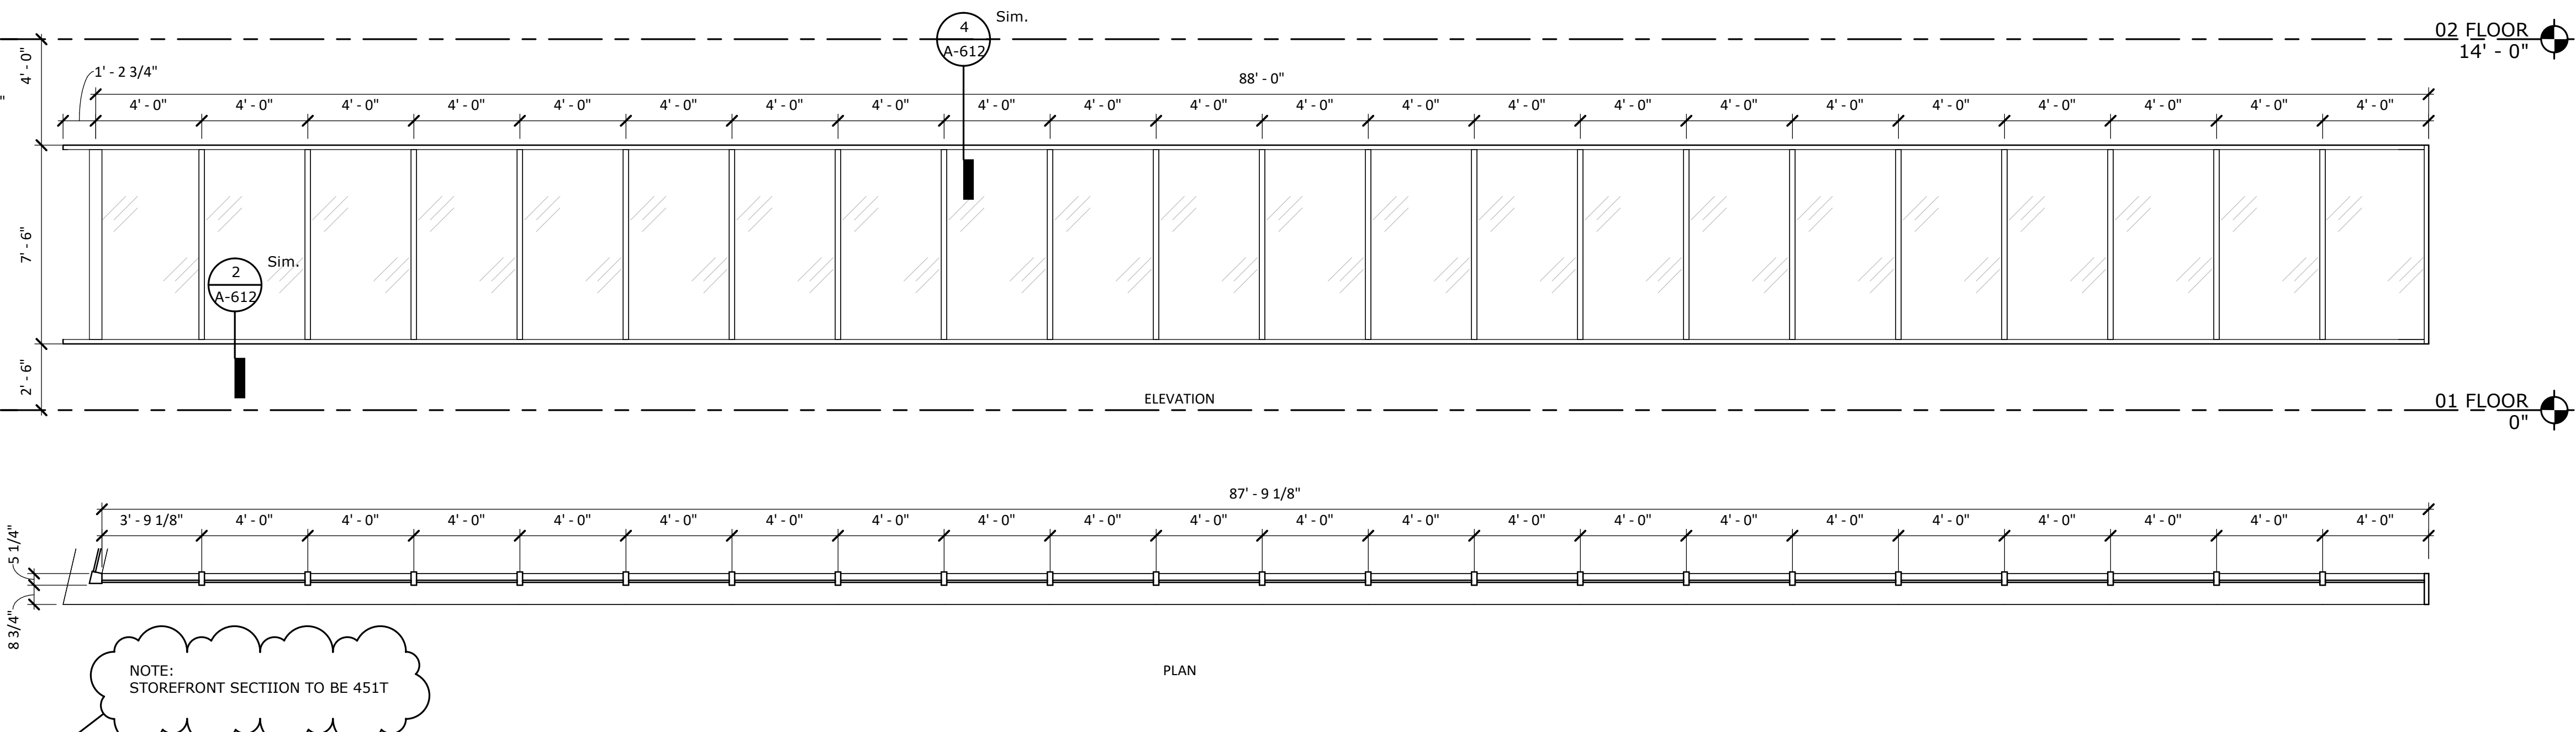 4
A-612
Sim.
02 FLOOR
14' - 0"
4' - 0"
1' - 2 3/4"
88' - 0"
"
4' - 0" 4' - 0" 4' - 0" 4' - 0" 4' - 0" 4' - 0" 4' - 0" 4' - 0" 4' - 0" 4' - 0" 4' - 0" 4' - 0" 4' - 0" 4' - 0" 4' - 0" 4' - 0" 4' - 0" 4' - 0" 4' - 0" 4' - 0" 4' - 0" 4' - 0"
7' - 6"
2
A-612
Sim.
2' - 6"
ELEVATION
01 FLOOR
0"
87' - 9 1/8"
3' - 9 1/8" 4' - 0" 4' - 0" 4' - 0" 4' - 0" 4' - 0" 4' - 0" 4' - 0" 4' - 0" 4' - 0" 4' - 0" 4' - 0" 4' - 0" 4' - 0" 4' - 0" 4' - 0" 4' - 0" 4' - 0" 4' - 0" 4' - 0" 4' - 0" 4' - 0"
5 1/4"
8 3/4"
NOTE:
STOREFRONT SECTIION TO BE 451T
PLAN